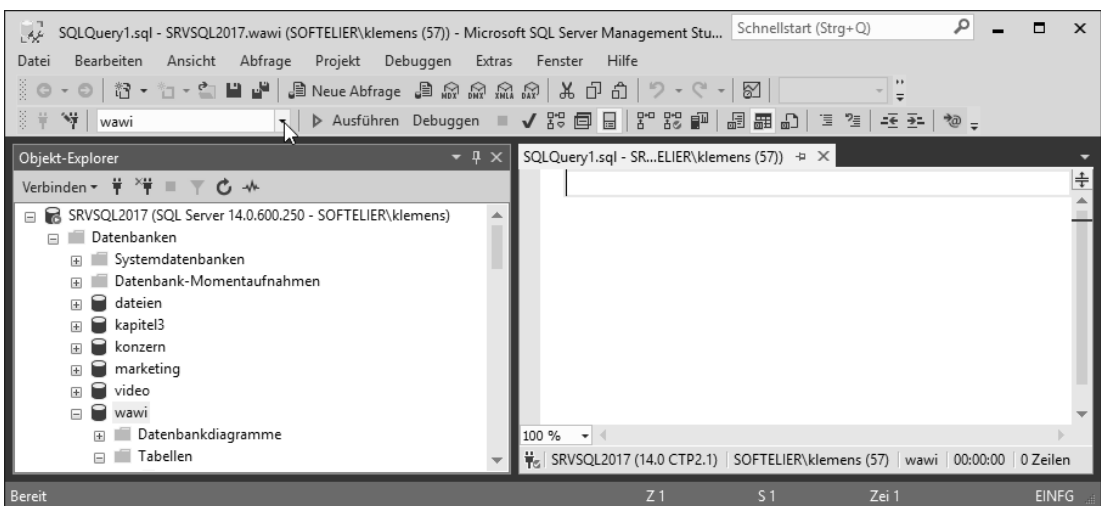 SQLQuery1.sql - SRVSQL2017.wawi (SOFTELIER\klemens (57)) - Microsoft SQL Server Management Stu...
Schnellstart (Strg+Q)
Datei Bearbeiten Ansicht Abfrage Projekt Debuggen Extras Fenster Hilfe
Neue Abfrage MDX DMX XMLA DAX
wawi Ausführen Debuggen
Objekt-Explorer
SQLQuery1.sql - SR...ELIER\klemens (57))
Verbinden
SRVSQL2017 (SQL Server 14.0.600.250 - SOFTELIER\klemens)
Datenbanken
Systemdatenbanken
Datenbank-Momentaufnahmen
dateien
kapitel3
konzern
marketing
video
wawi
Datenbankdiagramme
Tabellen
100 %
SRVSQL2017 (14.0 CTP2.1) SOFTELIER\klemens (57) wawi 00:00:00 0 Zeilen
Bereit Z 1 S 1 Zei 1 EINFG